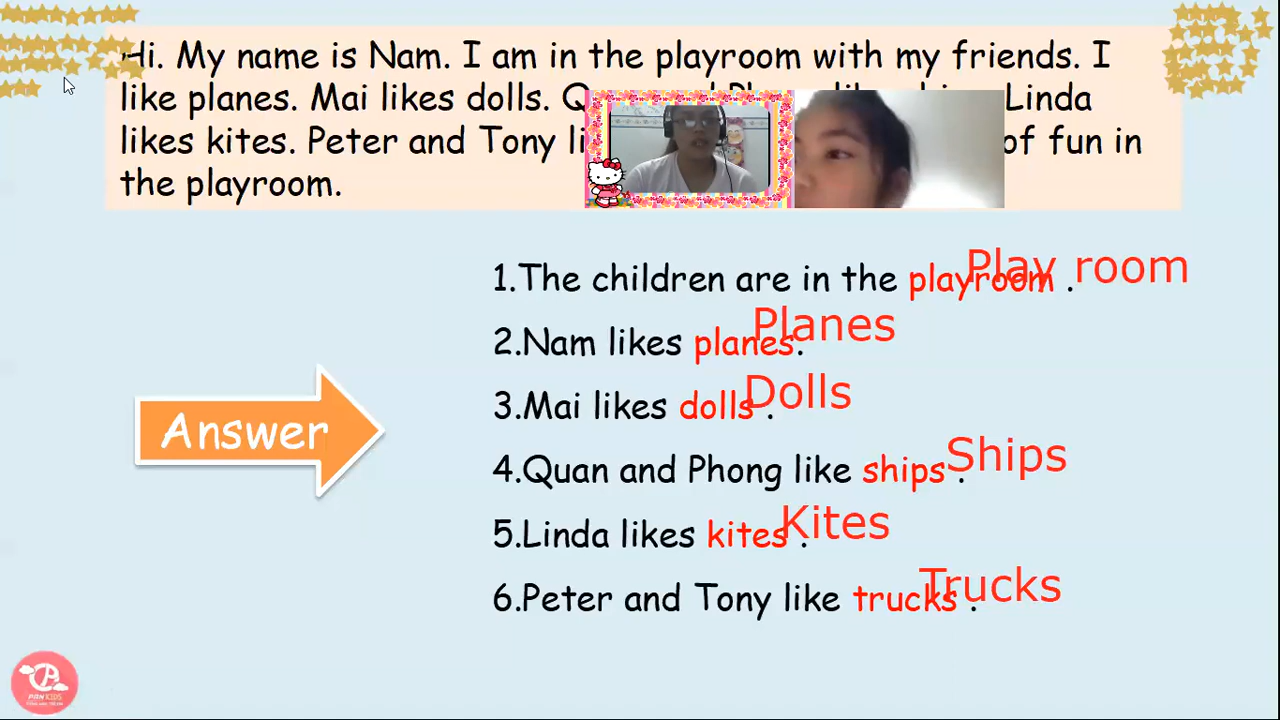 Hi. My name is Nam. I am in the playroom with my friends. I
like planes. Mai likes dolls. Linda
likes kites. Peter and Tony of fun in
the playroom.
1.The children are in the playroom . Play room
2.Nam likes planes. Planes
3.Mai likes dolls . Dolls
4.Quan and Phong like ships . Ships
Answer
5.Linda likes kites . Kites
6.Peter and Tony like trucks . Trucks
PAN KIDS